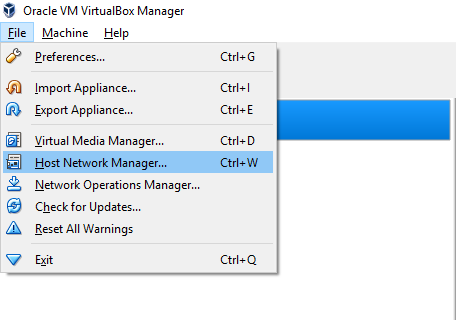 Oracle VM VirtualBox Manager
File Machine Help
Preferences... Ctrl+G
Import Appliance... Ctrl+I
Export Appliance... Ctrl+E
Virtual Media Manager... Ctrl+D
Host Network Manager... Ctrl+W
Network Operations Manager...
Check for Updates...
Reset All Warnings
Exit Ctrl+Q